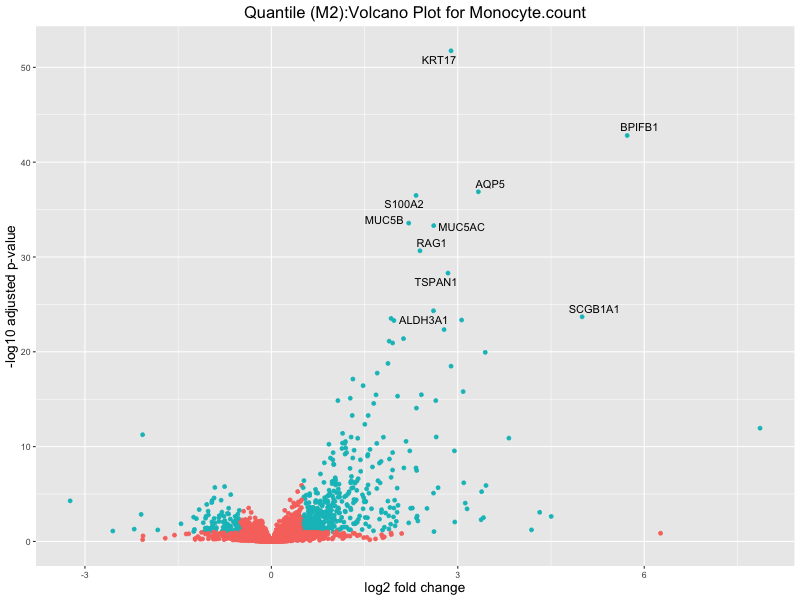 Quantile (M2):Volcano Plot for Monocyte.count
-log10 adjusted p-value
50
40
30
20
10
0
KRT17
BPIFB1
AQP5
S100A2
MUC5B
MUC5AC
RAG1
TSPAN1
SCGB1A1
ALDH3A1
-3
0
3
6
log2 fold change